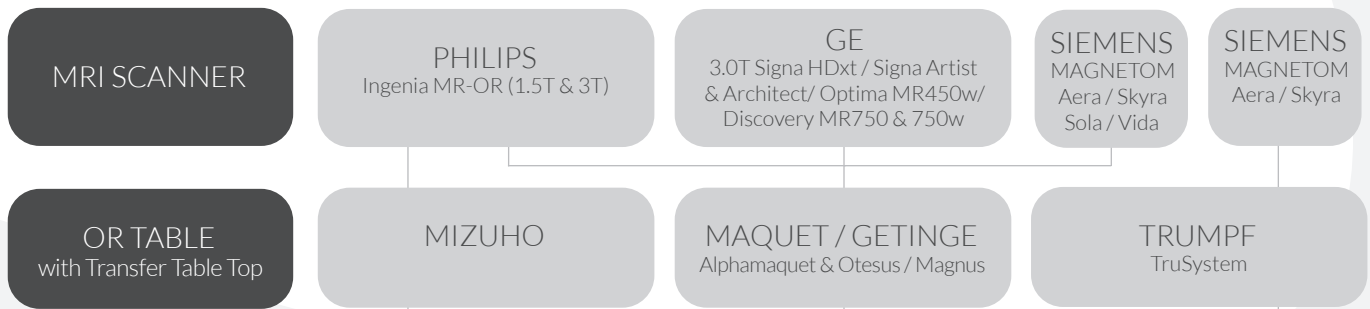 MRI SCANNER
PHILIPS
Ingenia MR-OR (1.5T & 3T)
GE
3.0T Signa HDxt / Signa Artist
& Architect/ Optima MR450w/
Discovery MR750 & 750w
SIEMENS
MAGNETOM
Aera / Skyra
Sola / Vida
SIEMENS
MAGNETOM
Aera / Skyra
OR TABLE
with Transfer Table Top
MIZUHO
MAQUET / GETINGE
Alphamaquet & Otesus / Magnus
TRUMPF
TruSystem